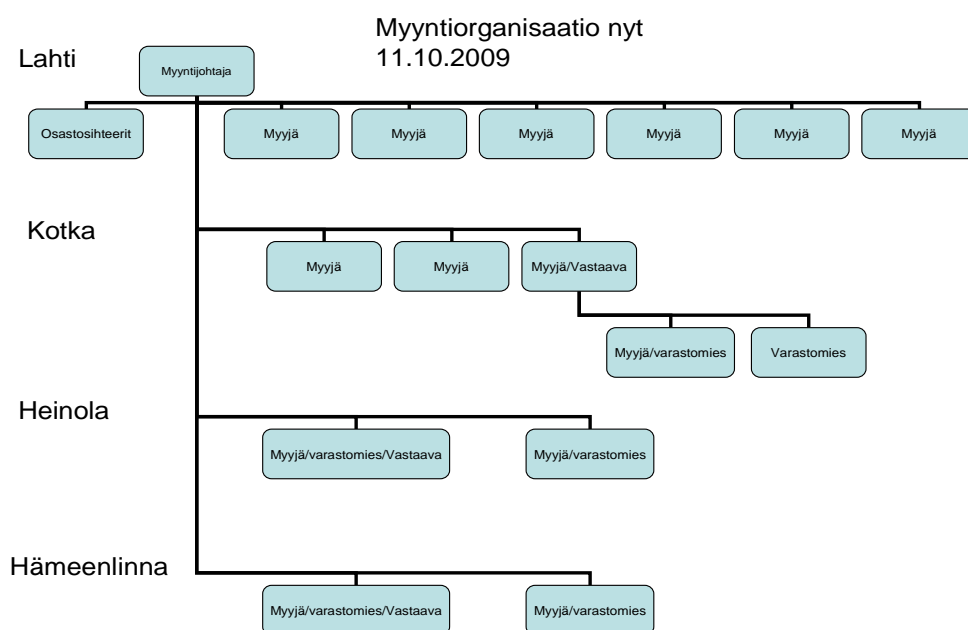 Myyntiorganisaatio nyt
11.10.2009
Lahti
Myyntijohtaja
Osastosihteerit
Myyjä
Myyjä
Myyjä
Myyjä
Myyjä
Myyjä
Kotka
Myyjä
Myyjä
Myyjä/Vastaava
Myyjä/varastomies
Varastomies
Heinola
Myyjä/varastomies/Vastaava
Myyjä/varastomies
Hämeenlinna
Myyjä/varastomies/Vastaava
Myyjä/varastomies